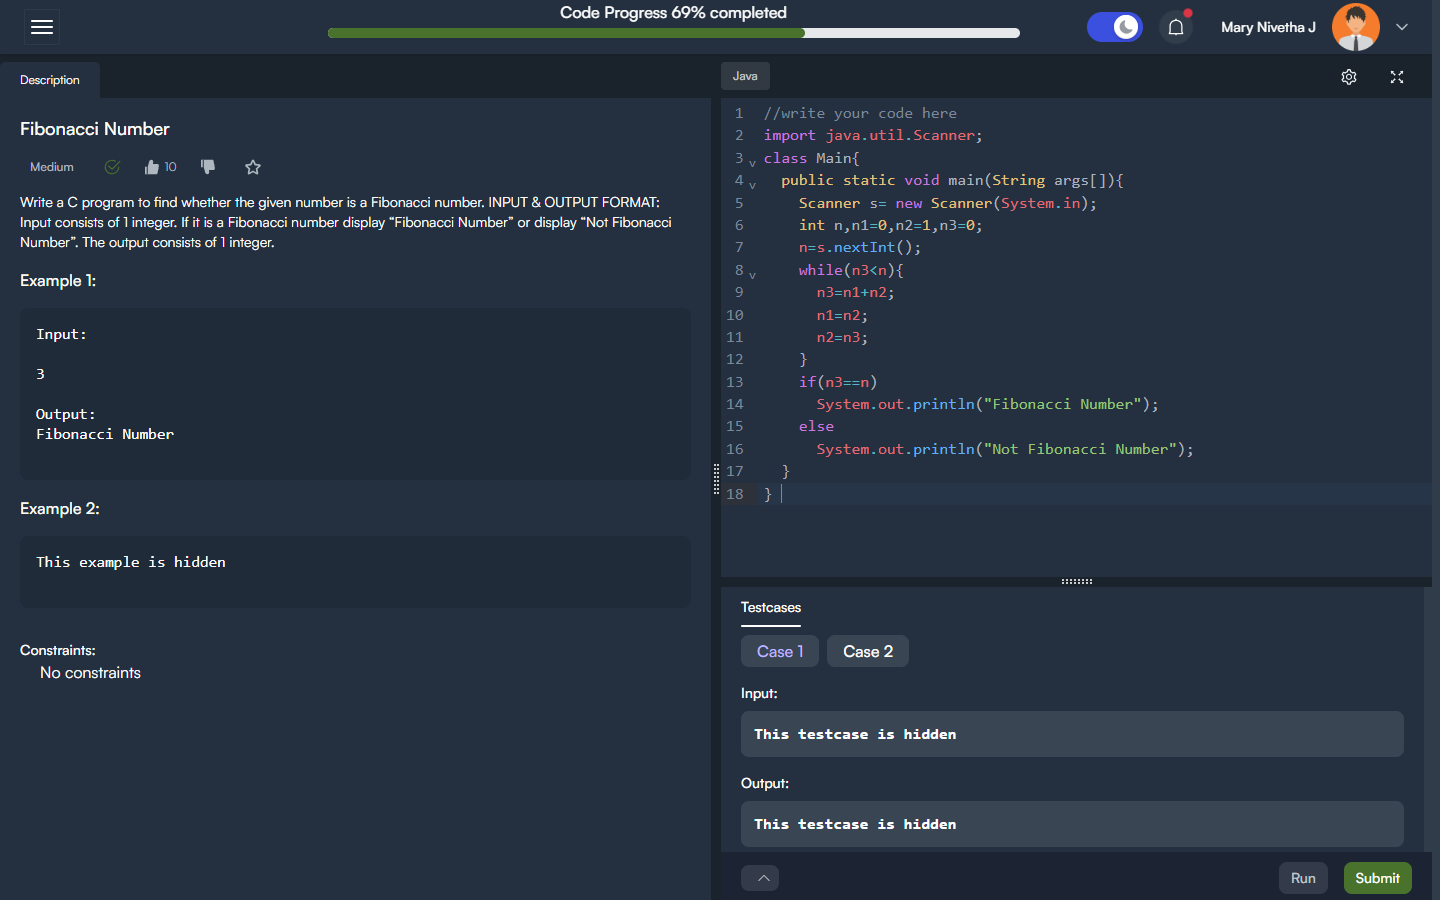 Code Progress 69% completed
Mary Nivetha J
Description
Fibonacci Number
Medium
10
Write a C program to find whether the given number is a Fibonacci number. INPUT & OUTPUT FORMAT:
Input consists of 1 integer. If it is a Fibonacci number display “Fibonacci Number” or display “Not Fibonacci
Number”. The output consists of 1 integer.
Example 1:
Input:
3
Output:
Fibonacci Number
Example 2:
This example is hidden
Constraints:
No constraints
Java
1 //write your code here
2 import java.util.Scanner;
3 class Main{
4 public static void main(String args[]){
5 Scanner s= new Scanner(System.in);
6 int n,n1=0,n2=1,n3=0;
7 n=s.nextInt();
8 while(n3<n){
9 n3=n1+n2;
10 n1=n2;
11 n2=n3;
12 }
13 if(n3==n)
14 System.out.println("Fibonacci Number");
15 else
16 System.out.println("Not Fibonacci Number");
17 }
18 }
Testcases
Case 1 Case 2
Input:
This testcase is hidden
Output:
This testcase is hidden
Run Submit